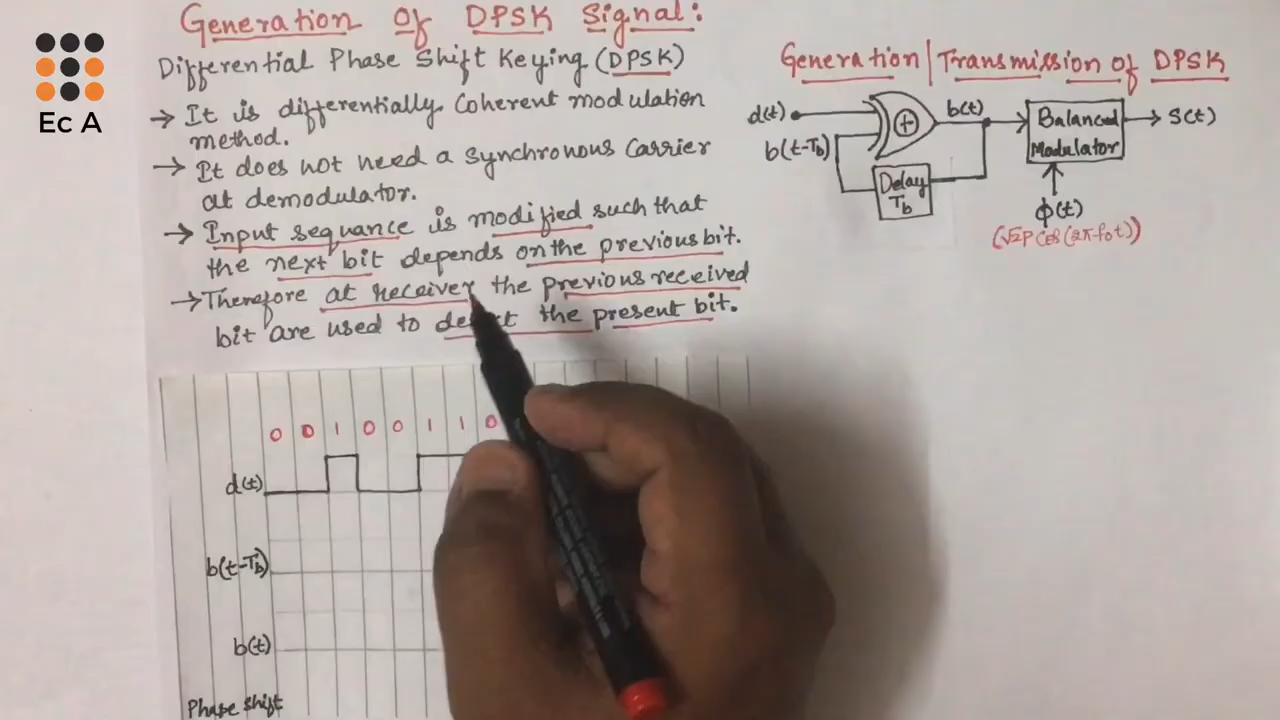 Generation Of DPSK Signal:
Differential Phase Shift Keying (DPSK)
→ It is differentially Coherent modulation
method.
→ It does not need a Synchronous Carrier
at demodulator.
→ Input sequance is modified such that
the next bit depends on the previous bit.
→ Therefore at receiver the previous received
bit are used to the present bit.
Ec A
Generation | Transmission of DPSK
d(t)
b(t-Tb)
b(t)
Delay
Tb
Balanced
Modulator
S(t)
ϕ(t)
(√2P Cos(2π fot))
0 0 1 0 0 1 1 0
d(t)
b(t-Tb)
b(t)
Phase shift